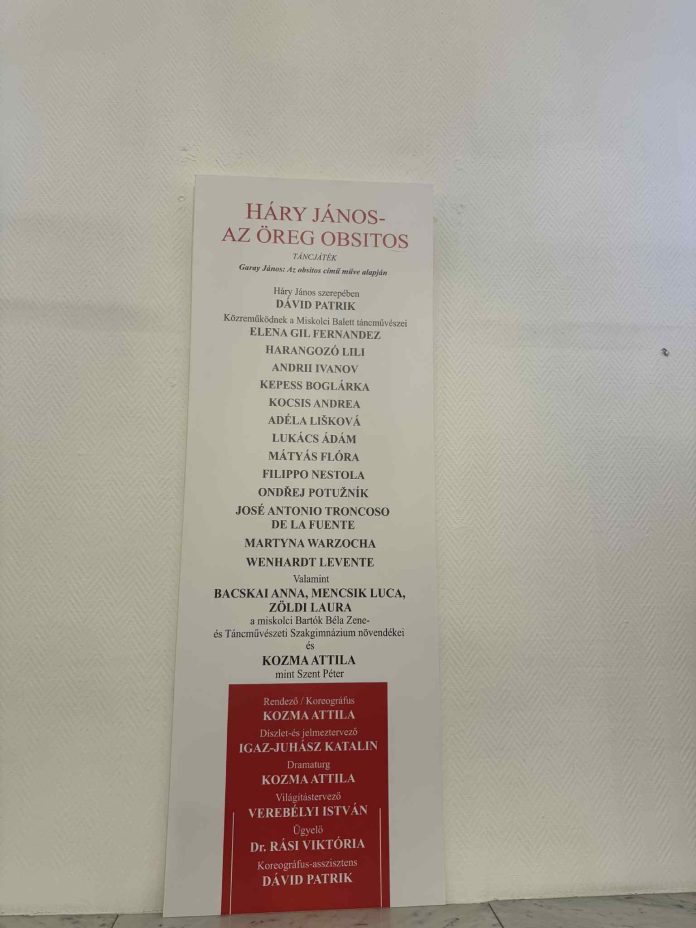 HÁRY JÁNOS-
AZ ÖREG OBSITOS
TÁNCJÁTÉK
Garay János: Az obsitos című műve alapján
Háry János szerepében
DÁVID PATRIK
Közreműködnek a Miskolci Balett táncművészei
ELENA GIL FERNANDEZ
HARANGOZÓ LILI
ANDRII IVANOV
KEPESS BOGLÁRKA
KOCSIS ANDREA
ADÉLA LIŠKOVÁ
LUKÁCS ÁDÁM
MÁTYÁS FLÓRA
FILIPPO NESTOLA
ONDŘEJ POTUŽNÍK
JOSÉ ANTONIO TRONCOSO
DE LA FUENTE
MARTYNA WARZOCHA
WENHARDT LEVENTE
Valamint
BACSKAI ANNA, MENCSIK LUCA,
ZÖLDI LAURA
a miskolci Bartók Béla Zene-
és Táncművészeti Szakgimnázium növendékei
és
KOZMA ATTILA
mint Szent Péter
Rendező / Koreográfus
KOZMA ATTILA
Díszlet-és jelmeztervező
IGAZ-JUHÁSZ KATALIN
Dramaturg
KOZMA ATTILA
Világítástervező
VEREBÉLYI ISTVÁN
Ügyelő
Dr. RÁSI VIKTÓRIA
Koreográfus-asszisztens
DÁVID PATRIK